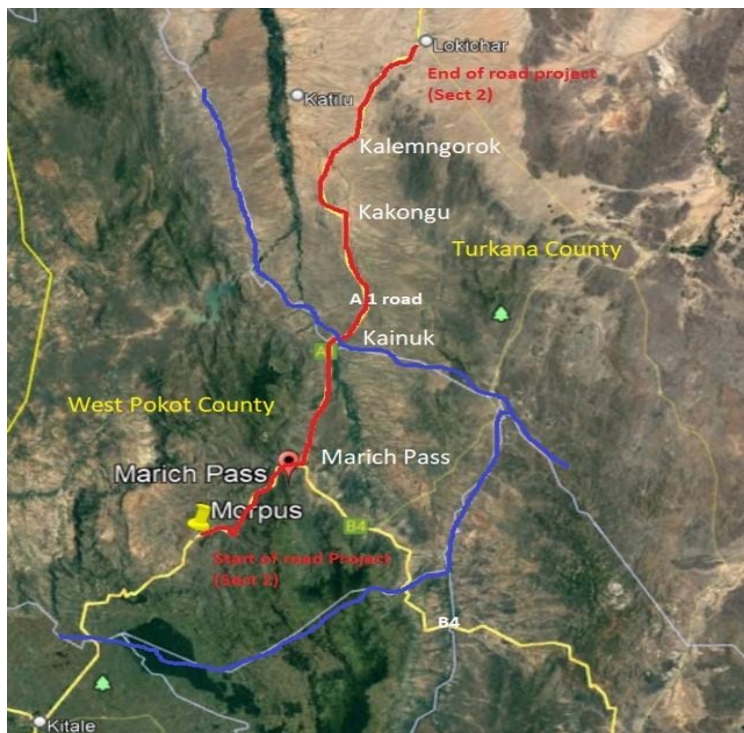 Lokichar
End of road project
(Sect 2)
Katilu
Kalemngorok
Kakongu
Turkana County
A 1 road
Kainuk
West Pokot County
Marich Pass
Marich Pass
Morpus
B4
Start of road Project
(Sect 2)
B4
Kitale